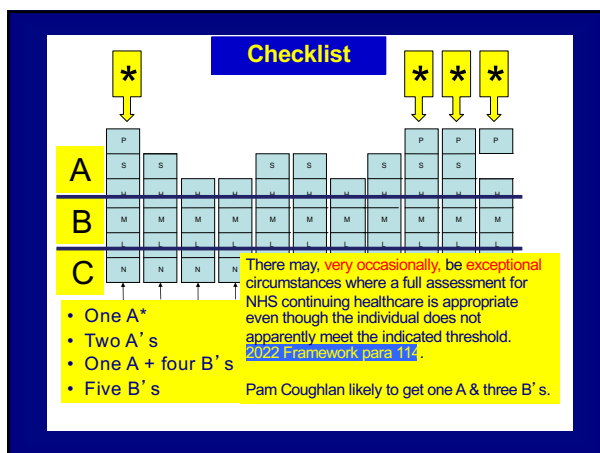 Checklist
* * * *
P P P P
A
S S S S S S S
H H H H H H H H H H H
B
M M M M M M M M M M M
L L L L L L L L L L L
C
N N N N
• One A*
• Two A’s
• One A + four B’s
• Five B’s
There may, very occasionally, be exceptional
circumstances where a full assessment for
NHS continuing healthcare is appropriate
even though the individual does not
apparently meet the indicated threshold.
2022 Framework para 114.
Pam Coughlan likely to get one A & three B’s.